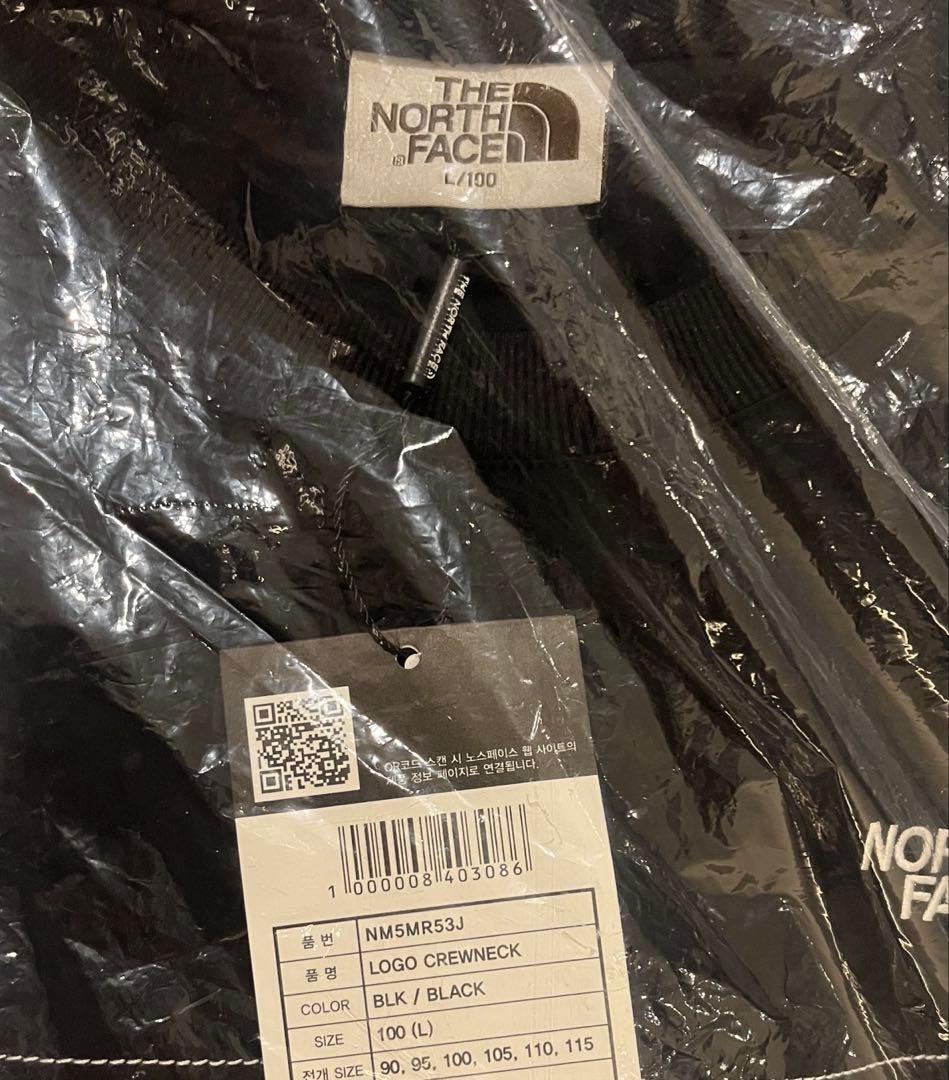 THE
NORTH
FACE
L/100
THE NORTH FACE
QR코드 스캔 시 노스페이스 웹 사이트의
제품 정보 페이지로 연결됩니다.
1 000008 403086
품 번 NM5MR53J
품 명 LOGO CREWNECK
COLOR BLK / BLACK
SIZE 100 (L)
전개 SIZE 90, 95, 100, 105, 110, 115
NOR
FA